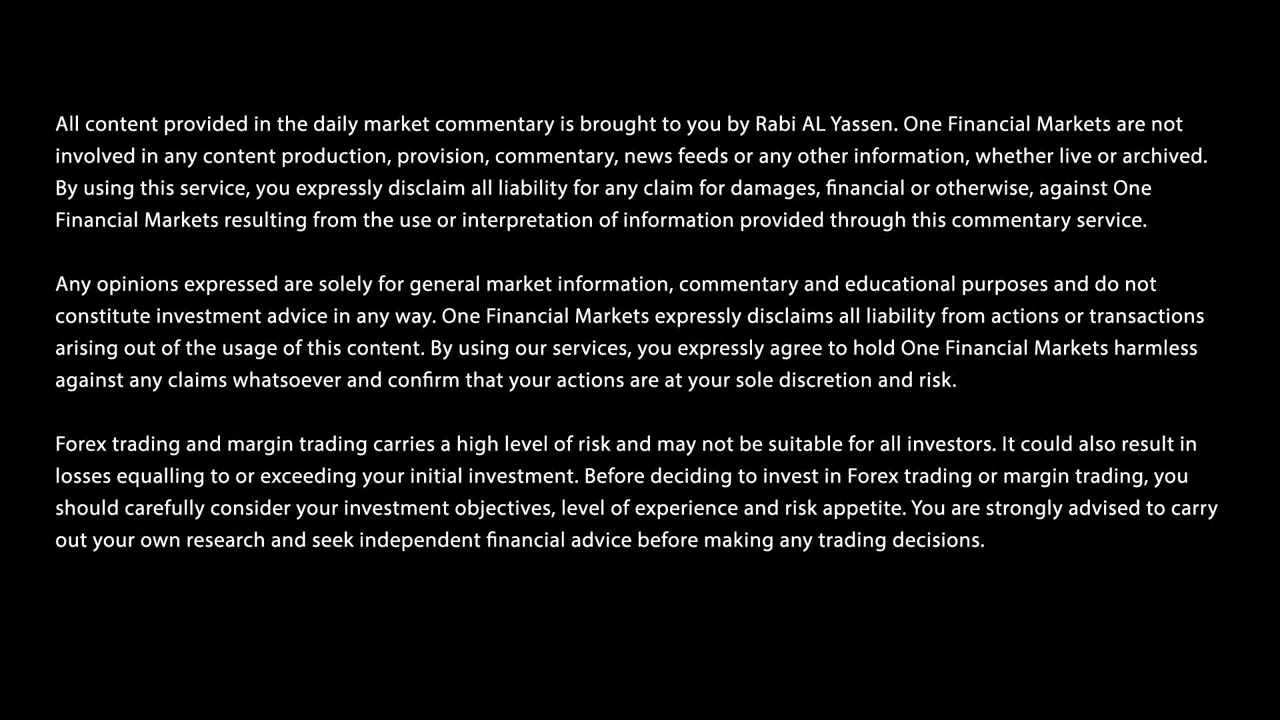 All content provided in the daily market commentary is brought to you by Rabi AL Yassen. One Financial Markets are not
involved in any content production, provision, commentary, news feeds or any other information, whether live or archived.
By using this service, you expressly disclaim all liability for any claim for damages, financial or otherwise, against One
Financial Markets resulting from the use or interpretation of information provided through this commentary service.
Any opinions expressed are solely for general market information, commentary and educational purposes and do not
constitute investment advice in any way. One Financial Markets expressly disclaims all liability from actions or transactions
arising out of the usage of this content. By using our services, you expressly agree to hold One Financial Markets harmless
against any claims whatsoever and confirm that your actions are at your sole discretion and risk.
Forex trading and margin trading carries a high level of risk and may not be suitable for all investors. It could also result in
losses equalling to or exceeding your initial investment. Before deciding to invest in Forex trading or margin trading, you
should carefully consider your investment objectives, level of experience and risk appetite. You are strongly advised to carry
out your own research and seek independent financial advice before making any trading decisions.